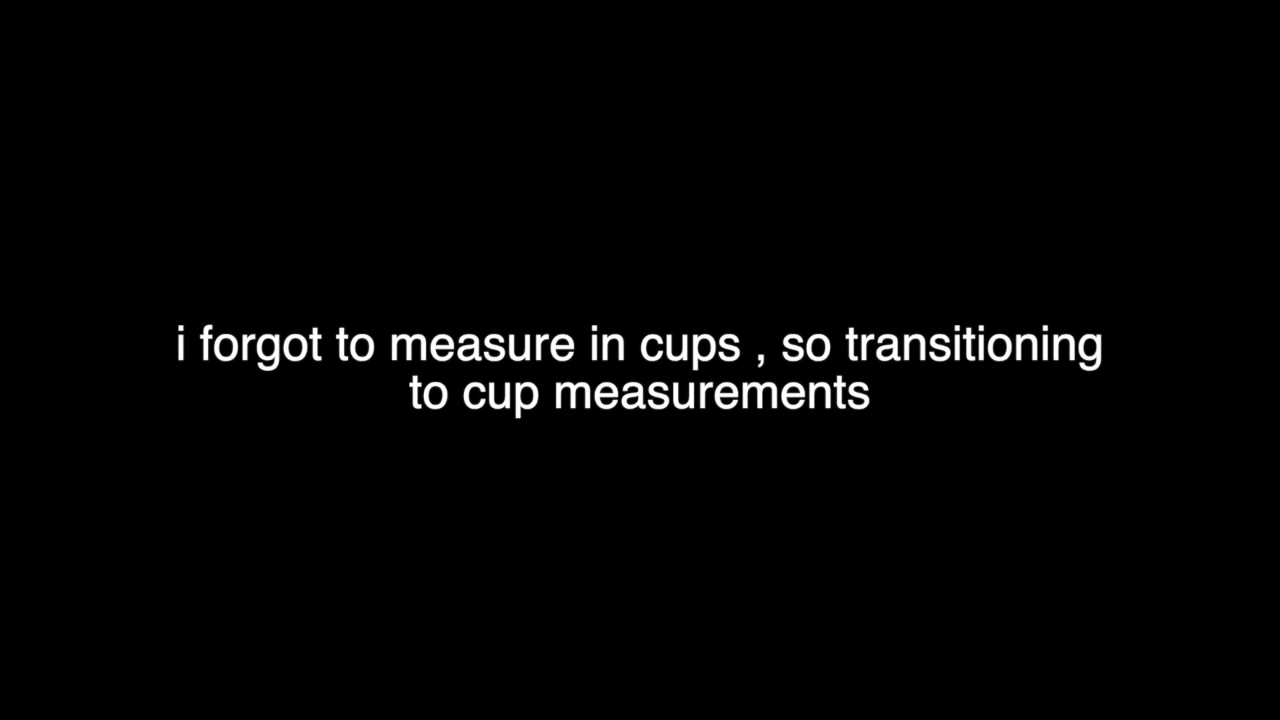 i forgot to measure in cups , so transitioning
to cup measurements